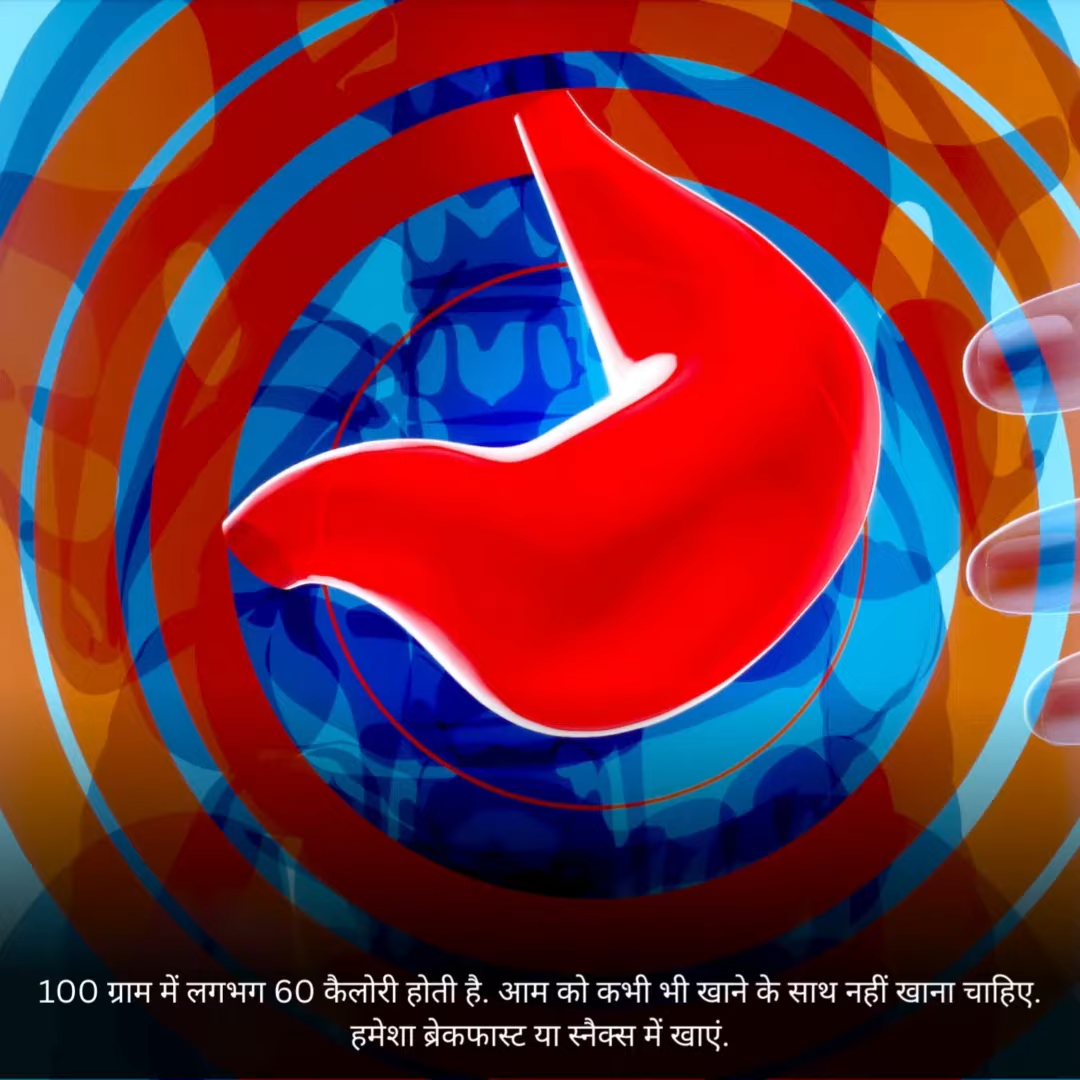 100 ग्राम में लगभग 60 कैलोरी होती है. आम को कभी भी खाने के साथ नहीं खाना चाहिए.
हमेशा ब्रेकफास्ट या स्नैक्स में खाएं.